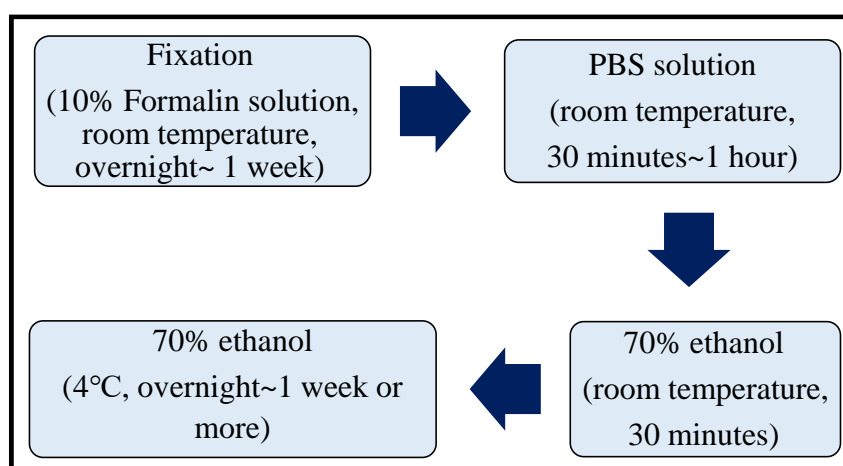 Fixation
(10% Formalin solution,
room temperature,
overnight~ 1 week)
PBS solution
(room temperature,
30 minutes~1 hour)
70% ethanol
(room temperature,
30 minutes)
70% ethanol
(4℃, overnight~1 week or
more)